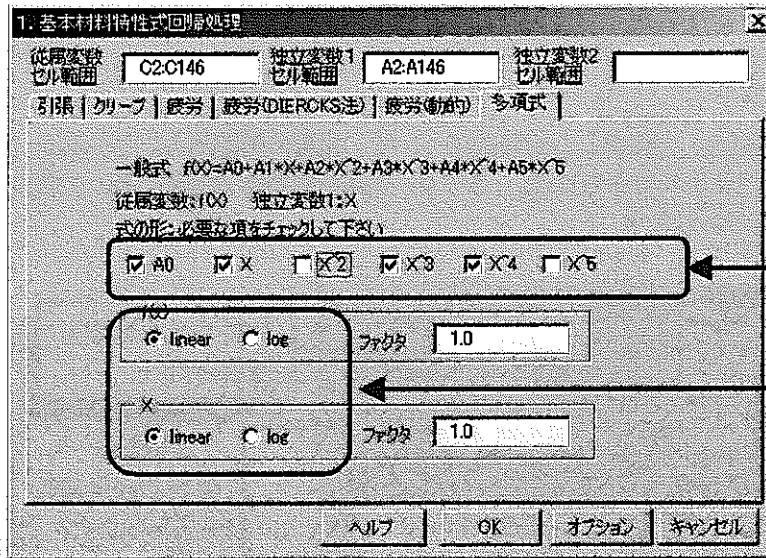 1. 基本材料特性式回帰処理
従属変数セル範囲 C2:C146 独立変数1セル範囲 A2:A146 独立変数2セル範囲
引張 クリープ 疲労 疲労(DIERCKS法) 疲労(動的) 多項式
一般式 f(X)=A0+A1*X+A2*X^2+A3*X^3+A4*X^4+A5*X^5
従属変数:f(X) 独立変数1:X
式の形:必要な項をチェックして下さい
A0 X X^2 X^3 X^4 X^5
f(X)
linear log ファクタ 1.0
X
linear log ファクタ 1.0
ヘルプ OK オプション キャンセル